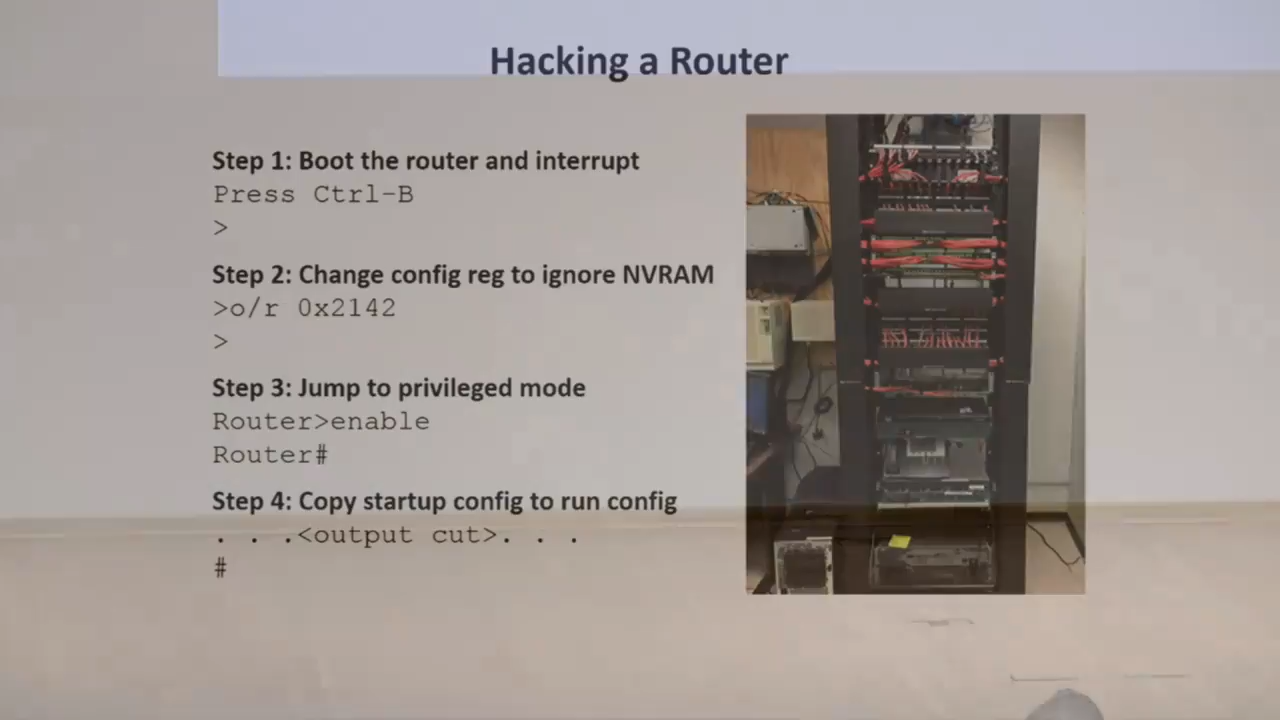 Hacking a Router
Step 1: Boot the router and interrupt
Press Ctrl-B
>
Step 2: Change config reg to ignore NVRAM
>o/r 0x2142
>
Step 3: Jump to privileged mode
Router>enable
Router#
Step 4: Copy startup config to run config
. . .<output cut>. . .
#